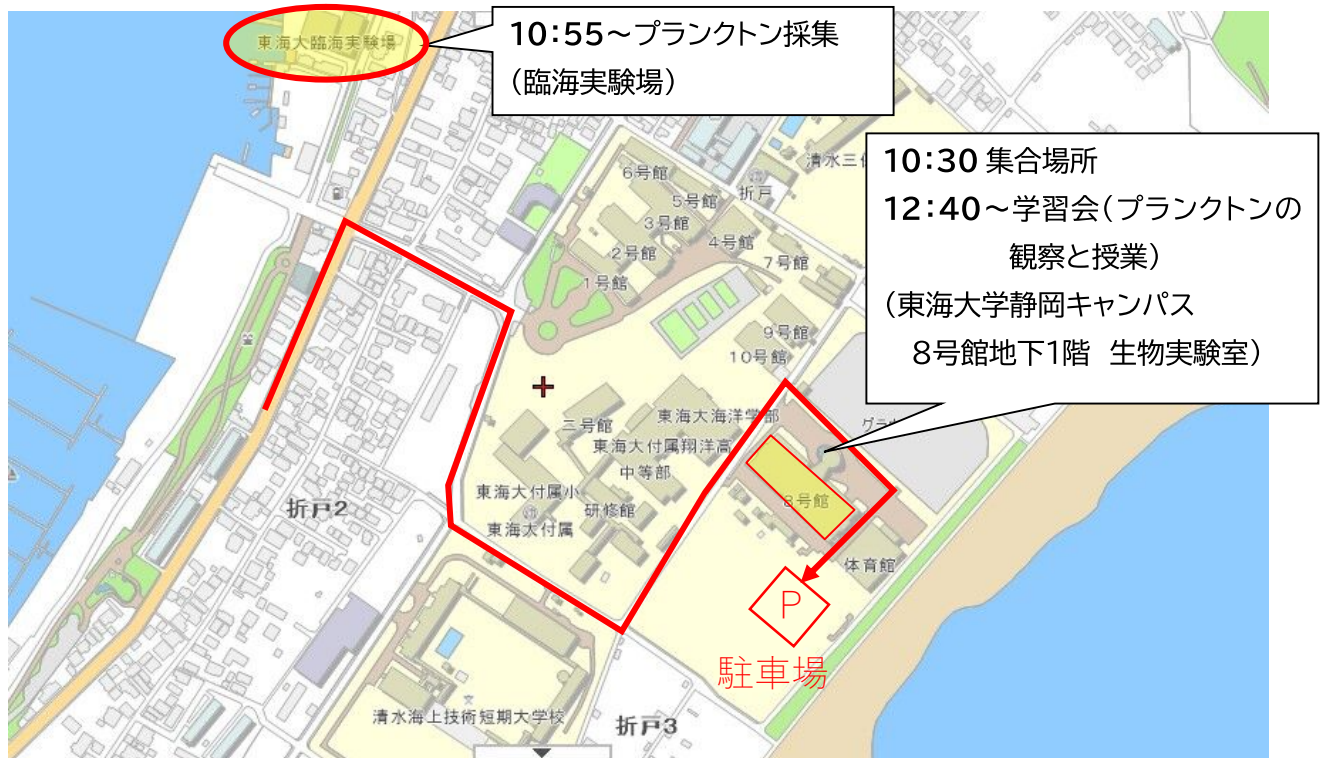 東海大臨海実験場
10:55～プランクトン採集
(臨海実験場)
10:30 集合場所
12:40～学習会(プランクトンの
観察と授業)
(東海大学静岡キャンパス
8号館地下1階 生物実験室)
6号館
5号館
3号館
2号館
1号館
4号館
7号館
折戸
清水三
9号館
10号館
東海大海洋学部
三号館
東海大付属翔洋高
中等部
東海大付属小
東海大付属
研修館
グラ
8号館
体育館
P
駐車場
折戸2
清水海上技術短期大学校
折戸3